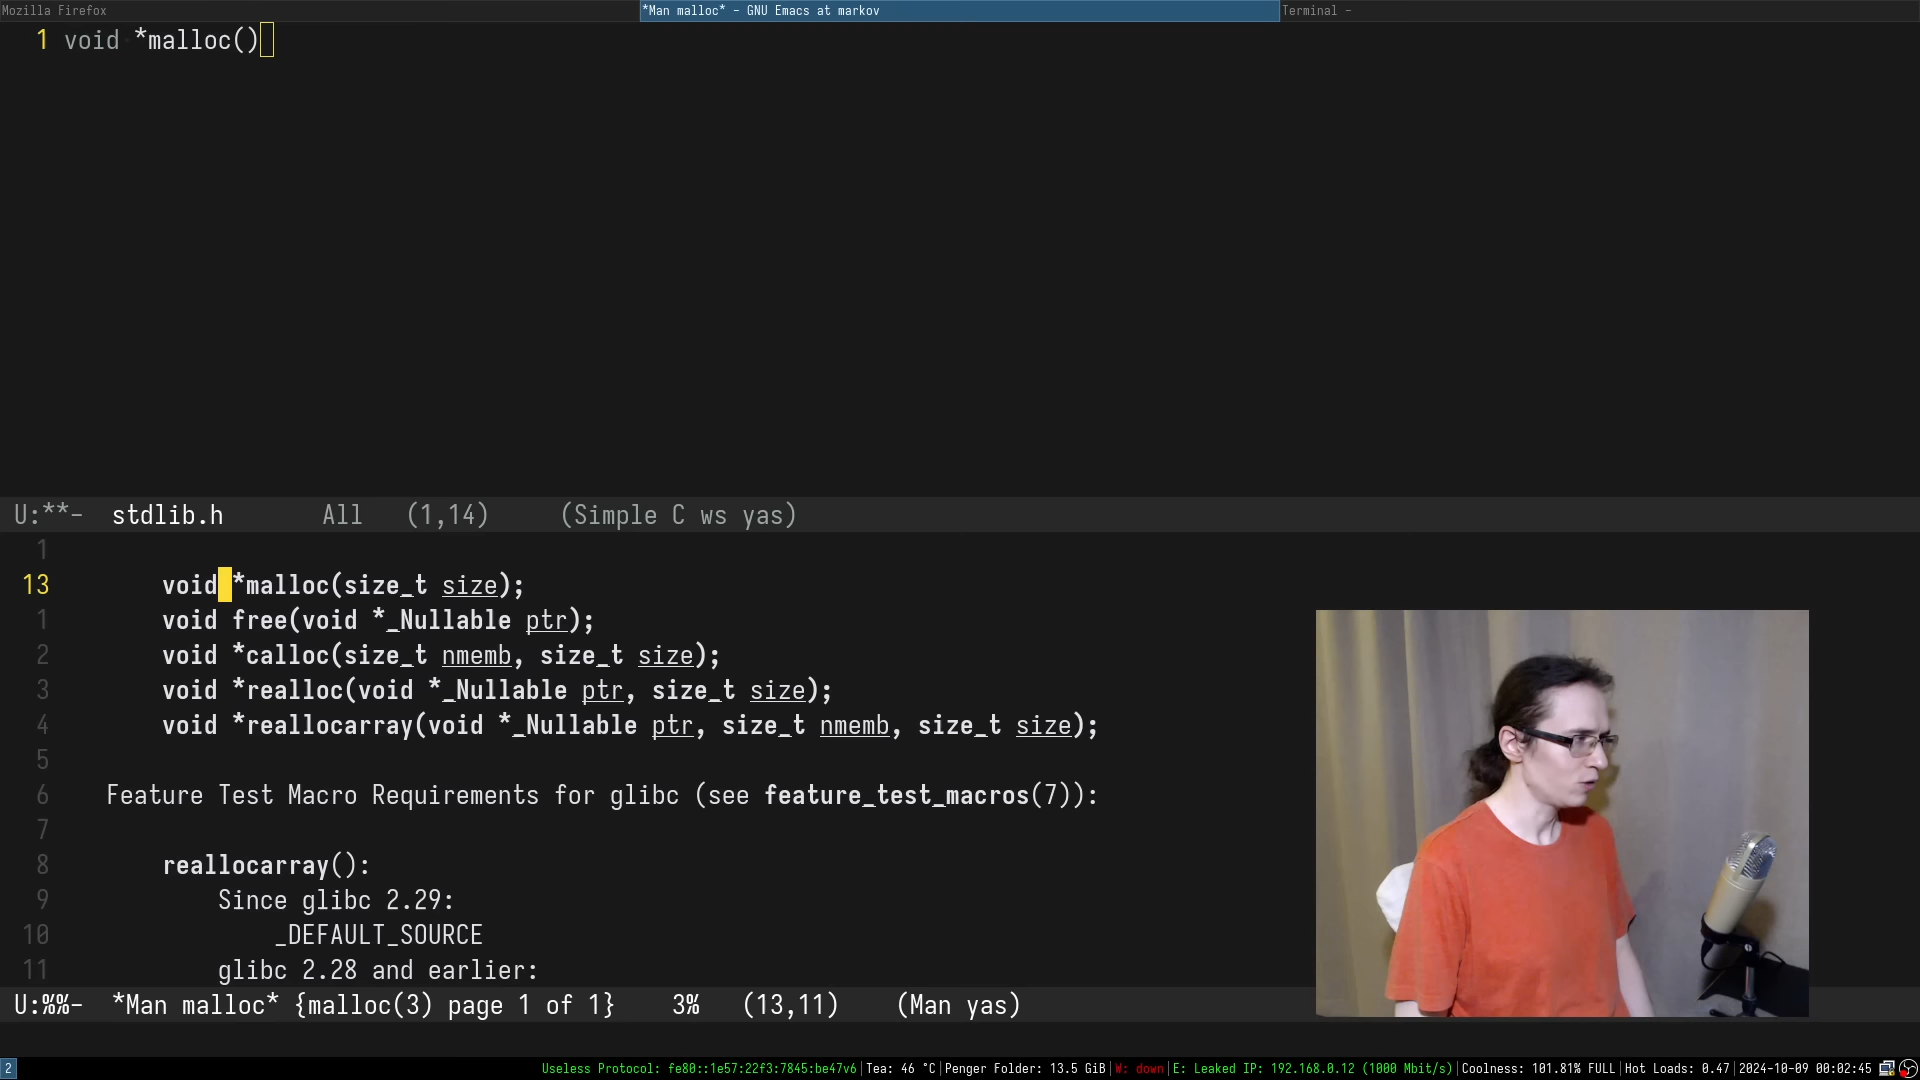 Mozilla Firefox
*Man malloc* - GNU Emacs at markov
Terminal -
1 void *malloc()
U:**-  stdlib.h       All   (1,14)     (Simple C ws yas)
1
13        void *malloc(size_t size);
1        void free(void *_Nullable ptr);
2        void *calloc(size_t nmemb, size_t size);
3        void *realloc(void *_Nullable ptr, size_t size);
4        void *reallocarray(void *_Nullable ptr, size_t nmemb, size_t size);
5
6    Feature Test Macro Requirements for glibc (see feature_test_macros(7)):
7
8        reallocarray():
9            Since glibc 2.29:
10                _DEFAULT_SOURCE
11            glibc 2.28 and earlier:
U:%%-  *Man malloc* {malloc(3) page 1 of 1}    3%   (13,11)    (Man yas)
2
Useless Protocol: fe80::1e57:22f3:7845:be47v6|Tea: 46 °C|Penger Folder: 13.5 GiB|W: down|E: Leaked IP: 192.168.0.12 (1000 Mbit/s)|Coolness: 101.81% FULL|Hot Loads: 0.47|2024-10-09 00:02:45